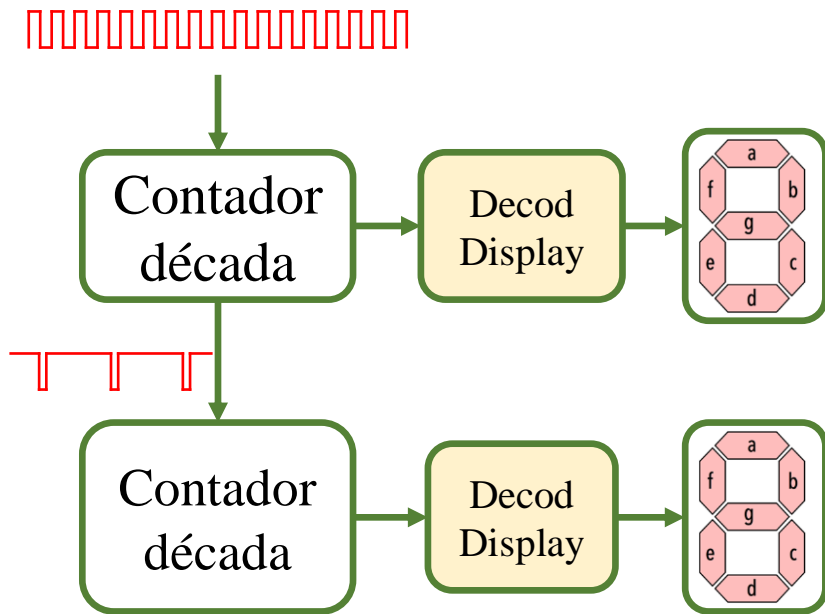 Contador
década
Decod
Display
a
f
b
g
e
c
d
Contador
década
Decod
Display
a
f
b
g
e
c
d